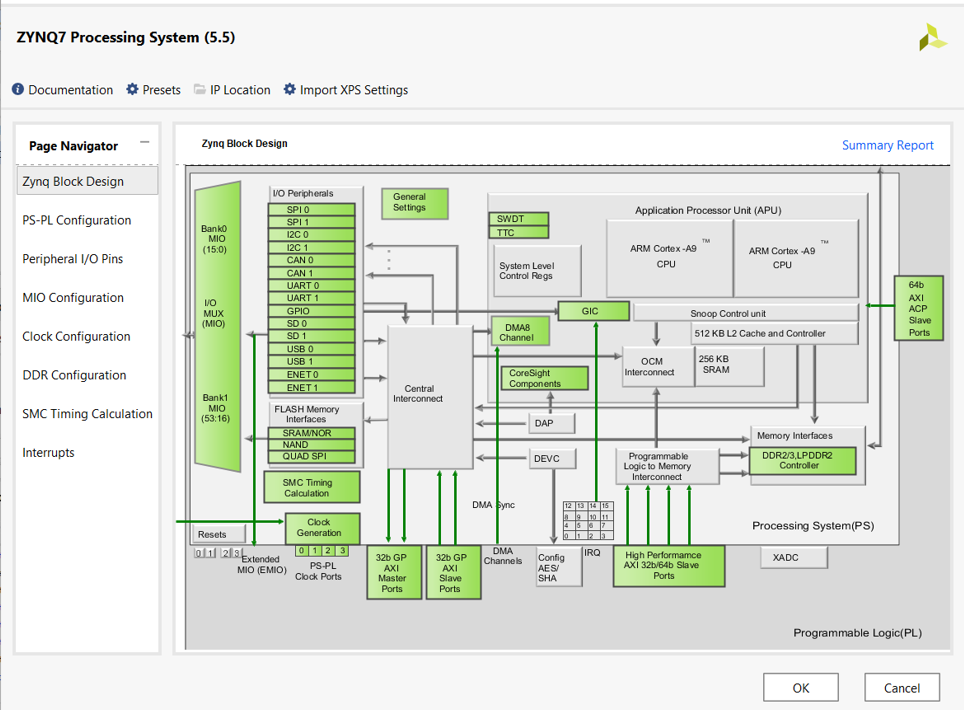 ZYNQ7 Processing System (5.5)
Documentation
Presets
IP Location
Import XPS Settings
Page Navigator
Zynq Block Design
PS-PL Configuration
Peripheral I/O Pins
MIO Configuration
Clock Configuration
DDR Configuration
SMC Timing Calculation
Interrupts
Zynq Block Design
Summary Report
Bank0
MIO
(15:0)
I/O
MUX
(MIO)
Bank1
MIO
(53:16)
I/O Peripherals
SPI 0
SPI 1
I2C 0
I2C 1
CAN 0
CAN 1
UART 0
UART 1
GPIO
SD 0
SD 1
USB 0
USB 1
ENET 0
ENET 1
FLASH Memory
Interfaces
SRAM/NOR
NAND
QUAD SPI
SMC Timing
Calculation
Clock
Generation
Resets
0 1 2 3
Extended
MIO (EMIO)
0 1 2 3
PS-PL
Clock Ports
General
Settings
Central
Interconnect
32b GP
AXI
Master
Ports
32b GP
AXI
Slave
Ports
DMA Sync
DMA
Channels
Application Processor Unit (APU)
SWDT
TTC
System Level
Control Regs
ARM Cortex -A9 TM
CPU
ARM Cortex -A9 TM
CPU
GIC
Snoop Control unit
DMA8
Channel
512 KB L2 Cache and Controller
OCM
Interconnect
256 KB
SRAM
CoreSight
Components
DAP
DEVC
Config
AES/
SHA
12 13 14 15
8 9 10 11
4 5 6 7
0 1 2 3
IRQ
Programmable
Logic to Memory
Interconnect
High Performamce
AXI 32b/64b Slave
Ports
Memory Interfaces
DDR2/3,LPDDR2
Controller
64b
AXI
ACP
Slave
Ports
Processing System(PS)
XADC
Programmable Logic(PL)
OK
Cancel